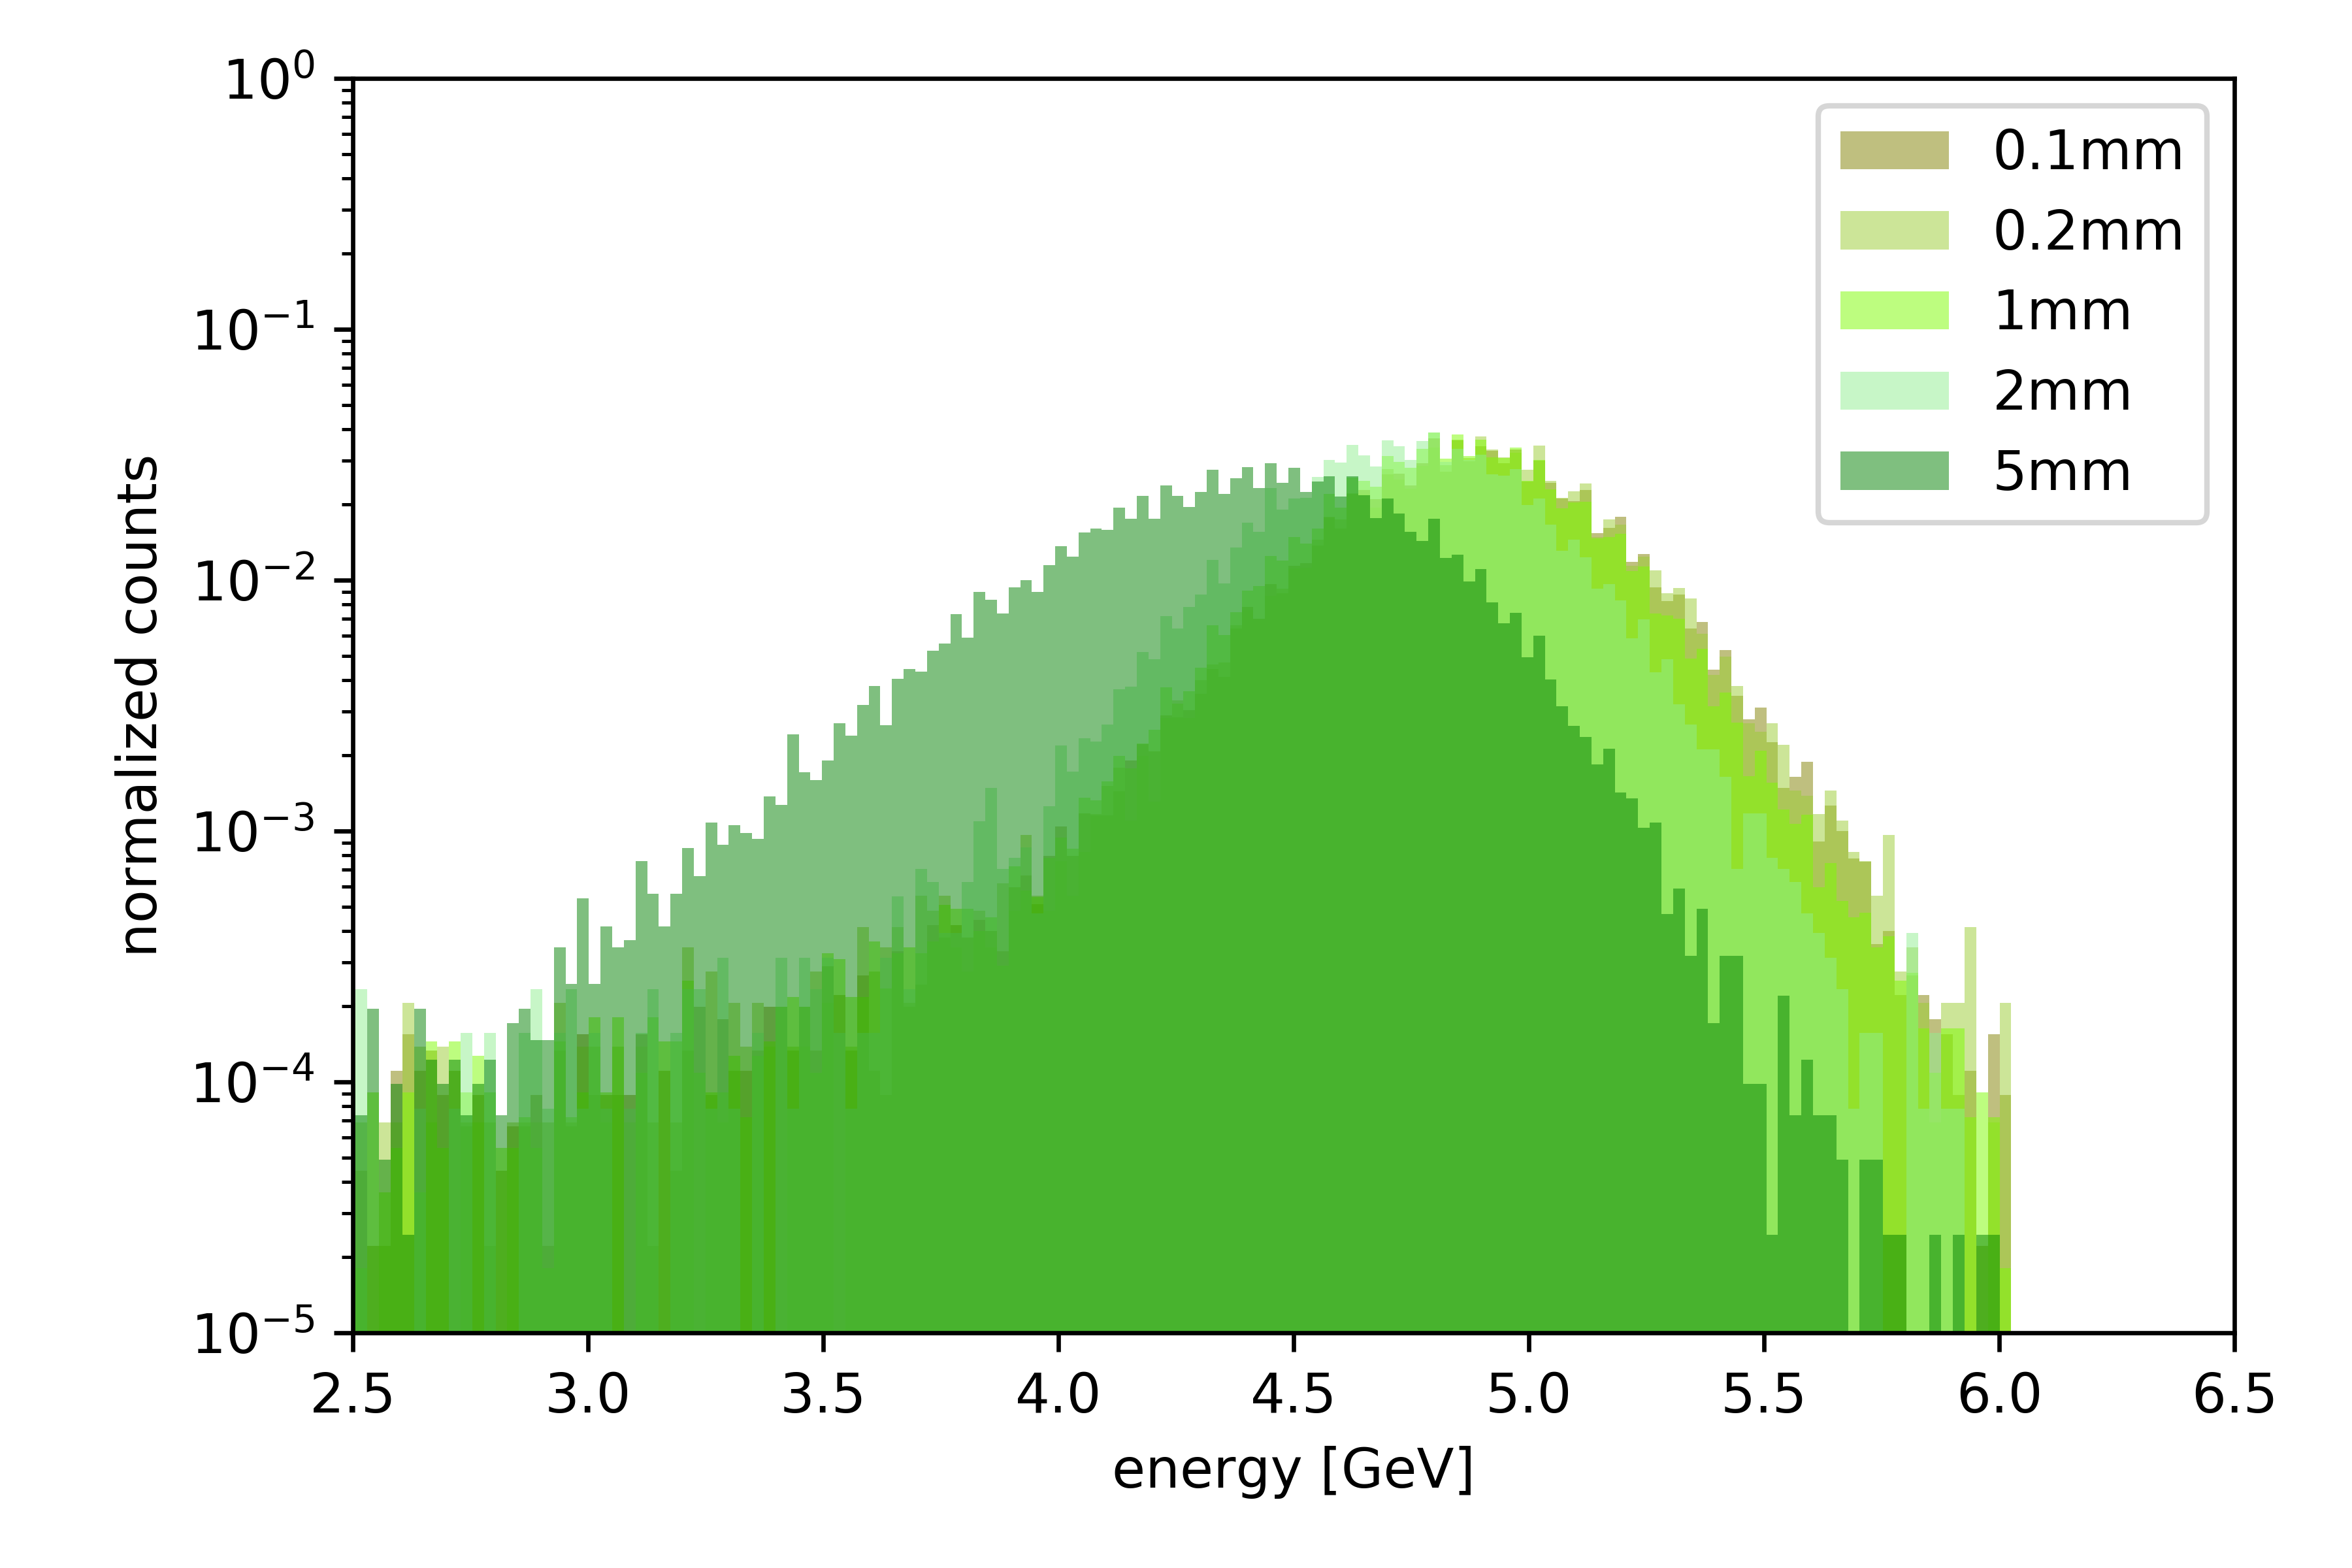 10⁰
10⁻¹
10⁻²
10⁻³
10⁻⁴
10⁻⁵
normalized counts
2.5 3.0 3.5 4.0 4.5 5.0 5.5 6.0 6.5
energy [GeV]
0.1mm
0.2mm
1mm
2mm
5mm